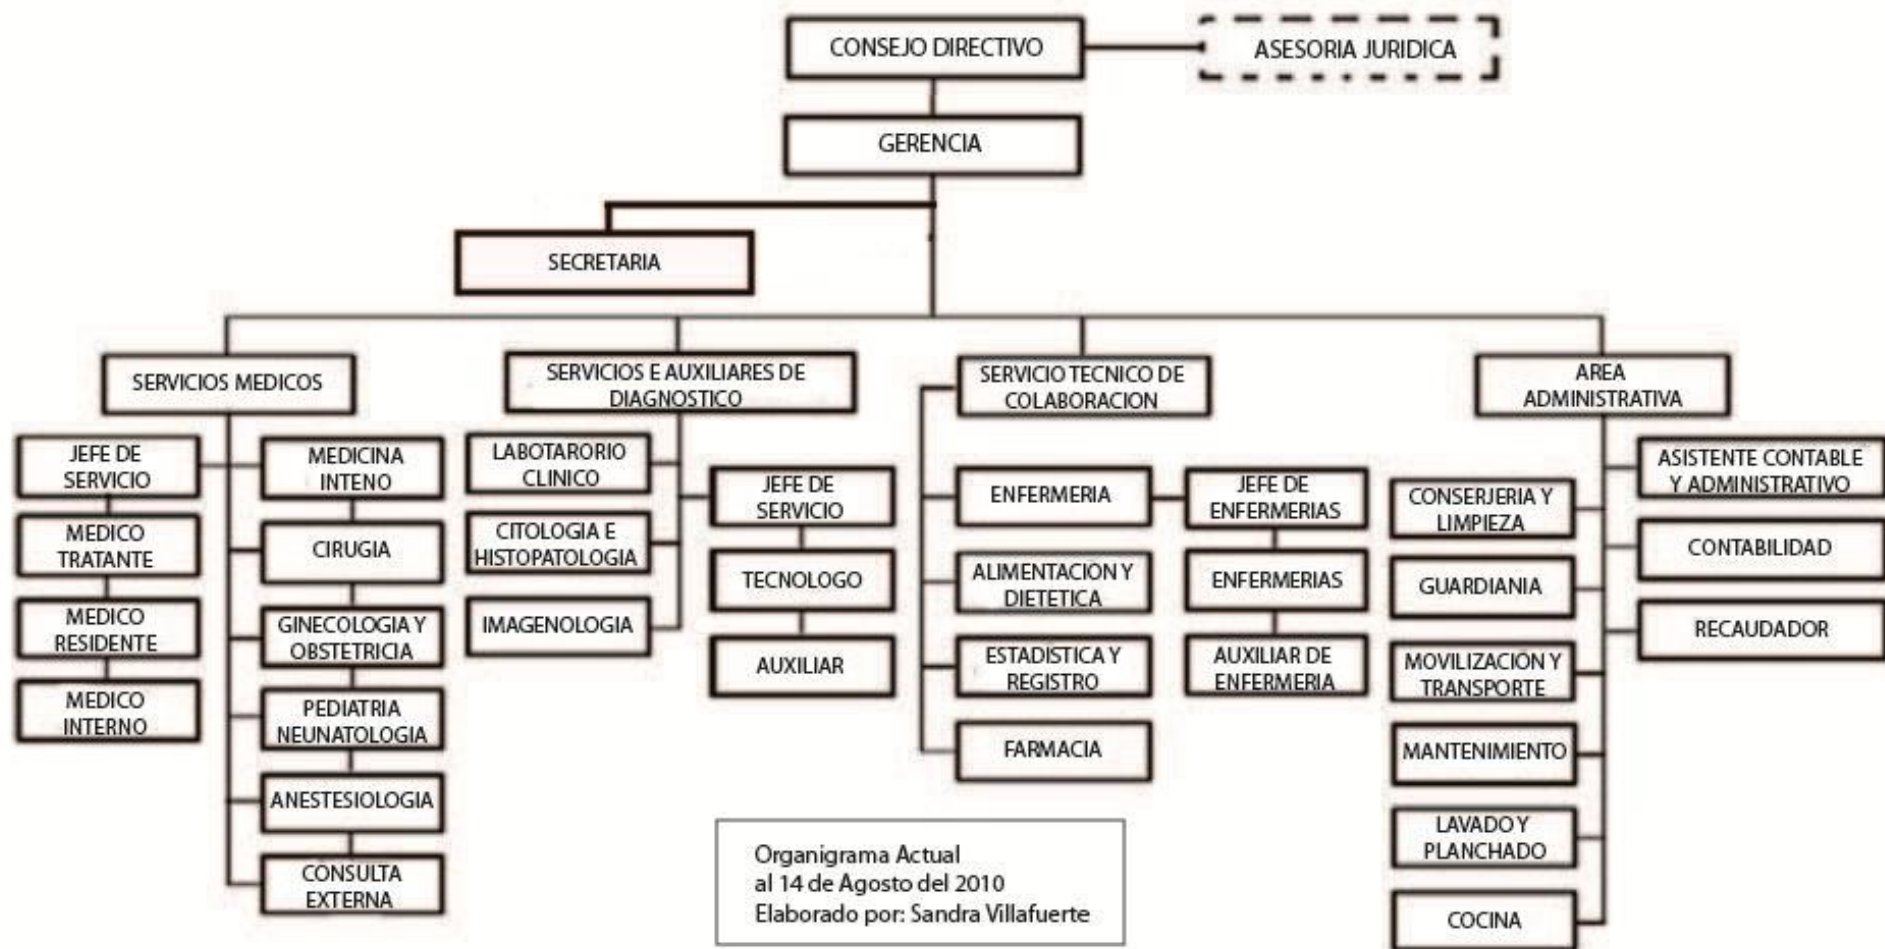 CONSEJO DIRECTIVO
ASESORIA JURIDICA
GERENCIA
SECRETARIA
SERVICIOS MEDICOS
JEFE DE
SERVICIO
MEDICO
TRATANTE
MEDICO
RESIDENTE
MEDICO
INTERNO
MEDICINA
INTENO
CIRUGIA
GINECOLOGIA Y
OBSTETRICIA
PEDIATRIA
NEUNATOLOGIA
ANESTESIOLOGIA
CONSULTA
EXTERNA
SERVICIOS E AUXILIARES DE
DIAGNOSTICO
LABOTARORIO
CLINICO
CITOLOGIA E
HISTOPATOLOGIA
IMAGENOLOGIA
JEFE DE
SERVICIO
TECNOLOGO
AUXILIAR
SERVICIO TECNICO DE
COLABORACION
ENFERMERIA
ALIMENTACIÓN Y
DIETETICA
ESTADÍSTICA Y
REGISTRO
FARMACIA
JEFE DE
ENFERMERIAS
ENFERMERIAS
AUXILIAR DE
ENFERMERIA
AREA
ADMINISTRATIVA
CONSERJERIA Y
LIMPIEZA
GUARDIANIA
MOVILIZACIÓN Y
TRANSPORTE
MANTENIMIENTO
LAVADO Y
PLANCHADO
COCINA
ASISTENTE CONTABLE
Y ADMINISTRATIVO
CONTABILIDAD
RECAUDADOR
Organigrama Actual
al 14 de Agosto del 2010
Elaborado por: Sandra Villafuerte